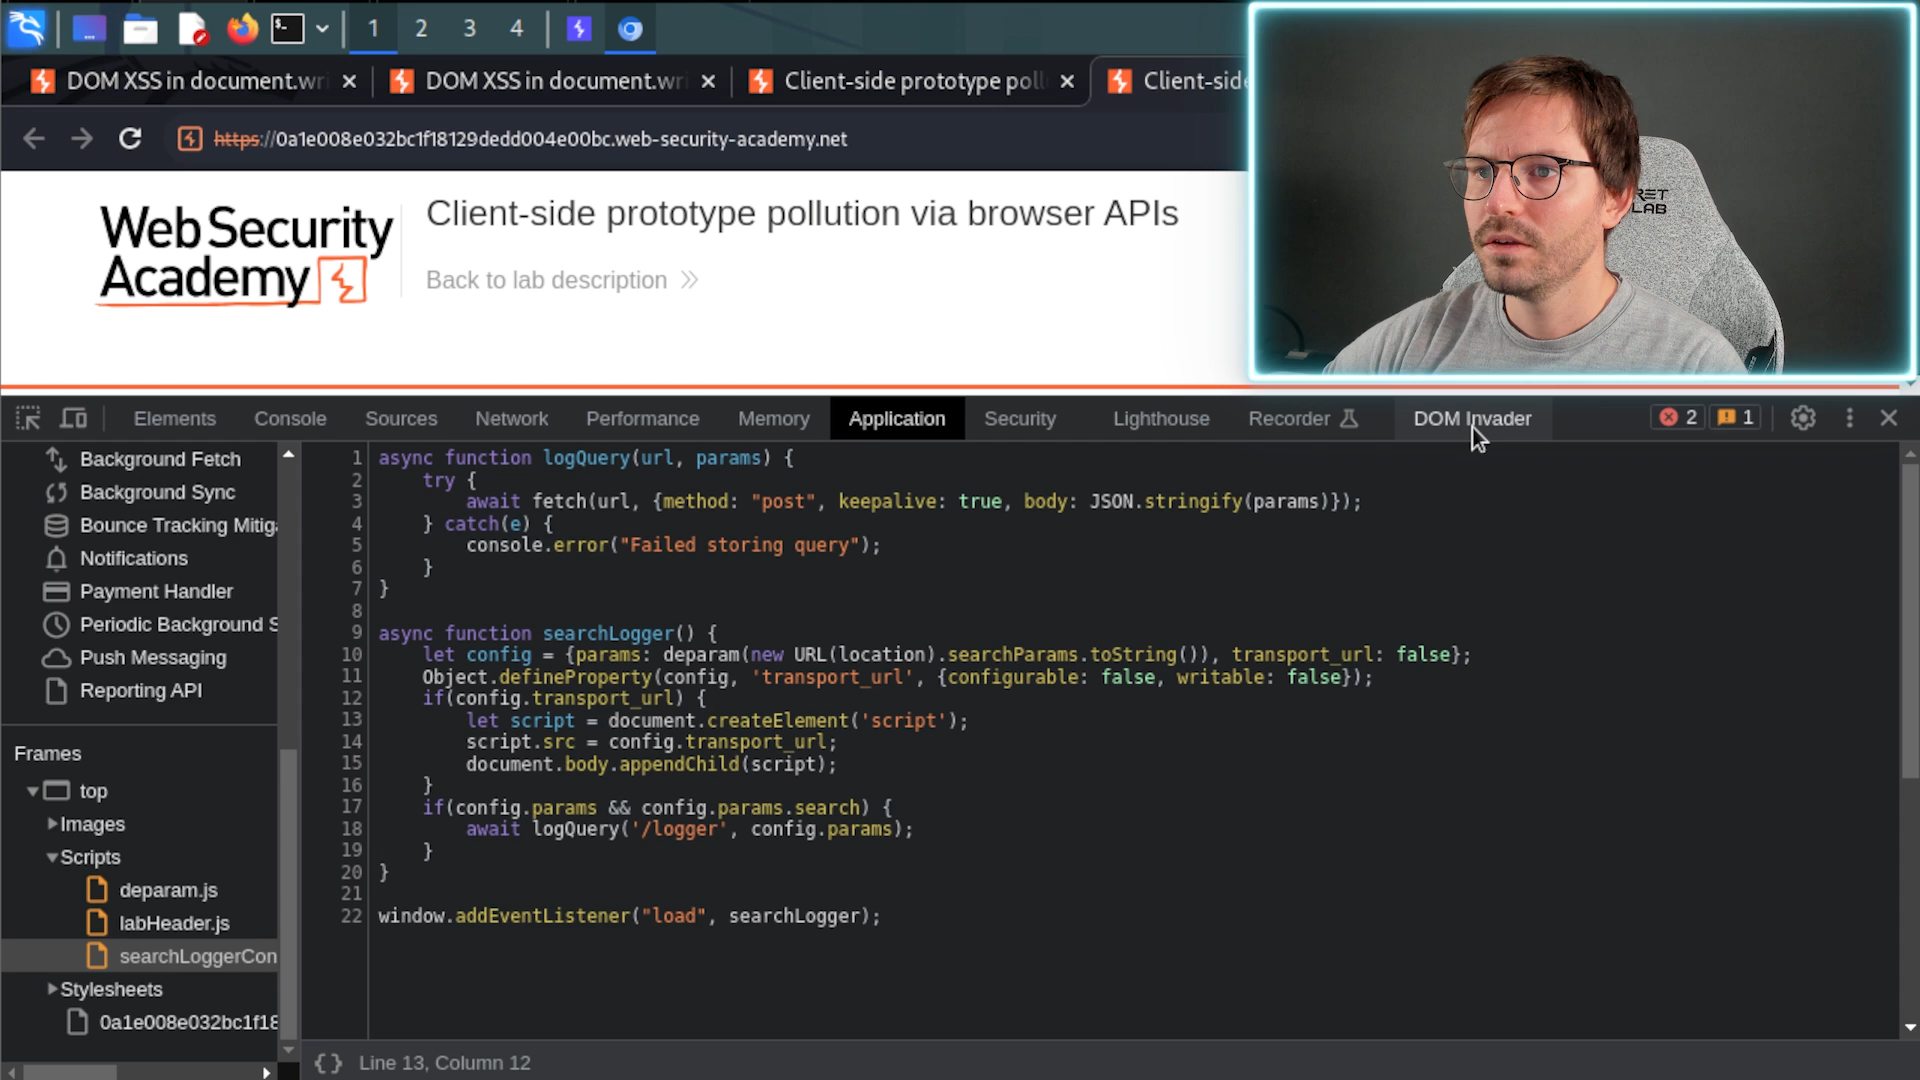 1 2 3 4
DOM XSS in document.wri
DOM XSS in document.wri
Client-side prototype poll
Client-side
https://0a1e008e032bc1f18129dedd004e00bc.web-security-academy.net
Web Security
Academy
Client-side prototype pollution via browser APIs
Back to lab description
RET
LAB
Elements Console Sources Network Performance Memory Application Security Lighthouse Recorder DOM Invader 2 1
Background Fetch
Background Sync
Bounce Tracking Mitiga
Notifications
Payment Handler
Periodic Background S
Push Messaging
Reporting API
Frames
top
Images
Scripts
deparam.js
labHeader.js
searchLoggerCon
Stylesheets
0a1e008e032bc1f18
1 async function logQuery(url, params) {
2 try {
3 await fetch(url, {method: "post", keepalive: true, body: JSON.stringify(params)});
4 } catch(e) {
5 console.error("Failed storing query");
6 }
7 }
8
9 async function searchLogger() {
10 let config = {params: deparam(new URL(location).searchParams.toString()), transport_url: false};
11 Object.defineProperty(config, 'transport_url', {configurable: false, writable: false});
12 if(config.transport_url) {
13 let script = document.createElement('script');
14 script.src = config.transport_url;
15 document.body.appendChild(script);
16 }
17 if(config.params && config.params.search) {
18 await logQuery('/logger', config.params);
19 }
20 }
21
22 window.addEventListener("load", searchLogger);
{} Line 13, Column 12